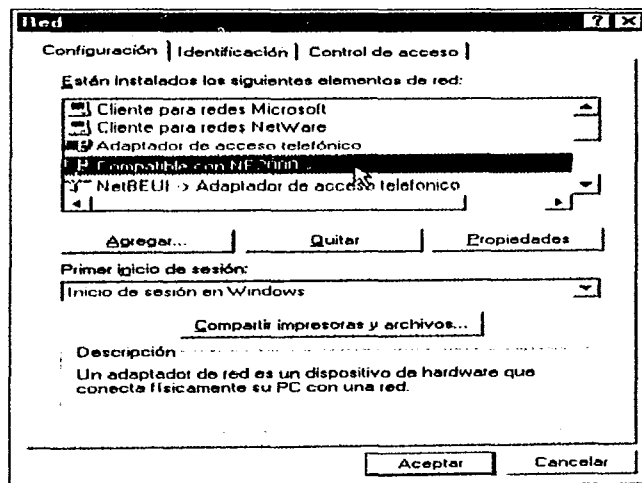 Red
Configuración Identificación Control de acceso
Están instalados los siguientes elementos de red:
Cliente para redes Microsoft
Cliente para redes NetWare
Adaptador de acceso telefónico
Compatible con NE2000
NetBEUI -> Adaptador de acceso telefonico
Agregar... Quitar Propiedades
Primer inicio de sesión:
Inicio de sesión en Windows
Compartir impresoras y archivos...
Descripción
Un adaptador de red es un dispositivo de hardware que
conecta físicamente su PC con una red.
Aceptar Cancelar